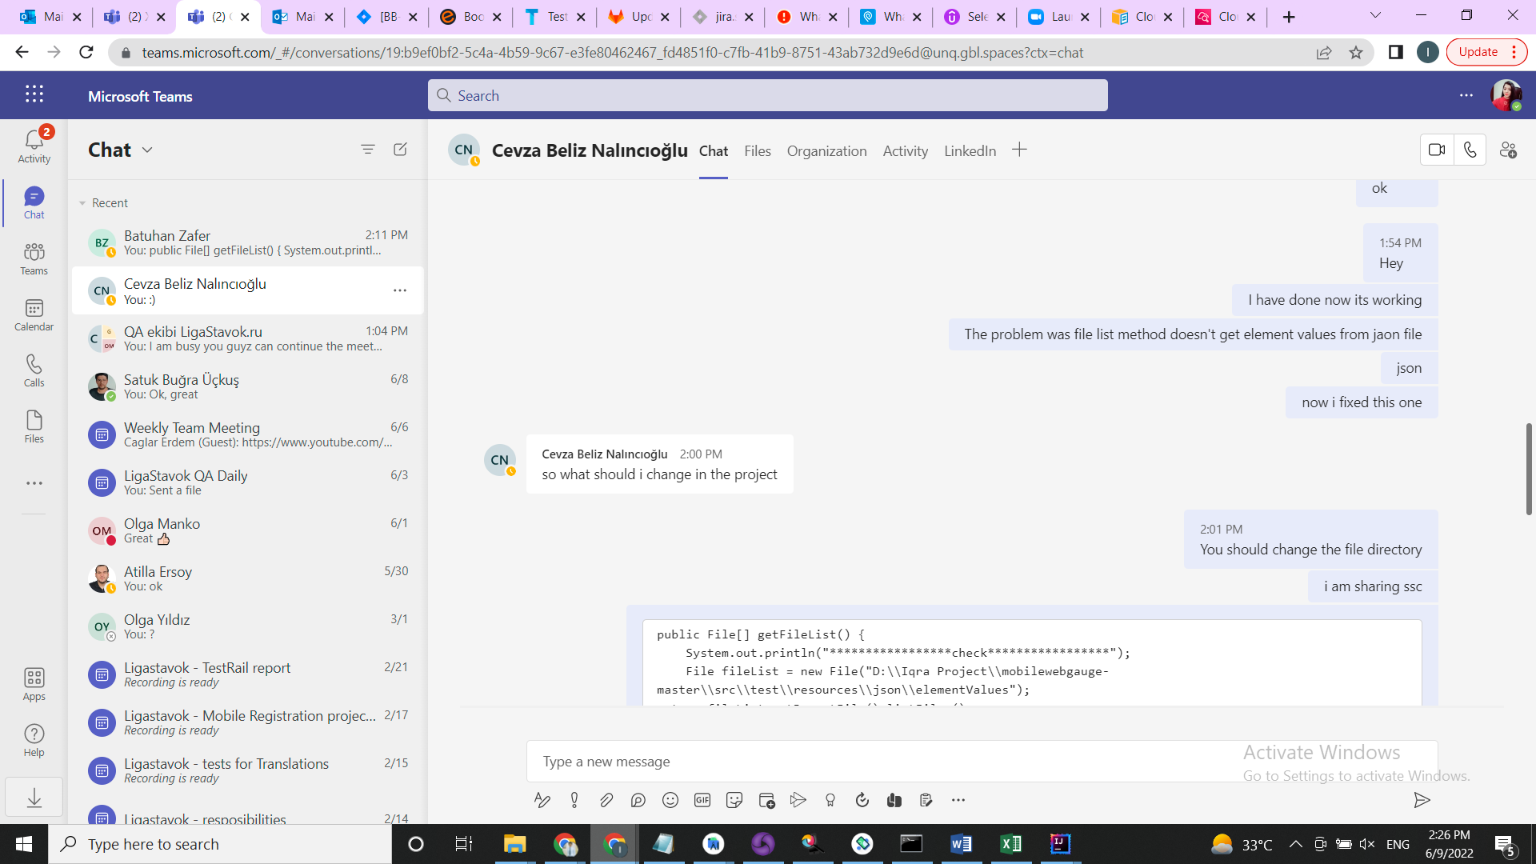 Mai
(2)
(2)
Mai
[BB
Boo
Test
Upc
jira.
Wh
Wh
Sele
Lau
Clo
Clo
teams.microsoft.com/_#/conversations/19:b9ef0bf2-5c4a-4b59-9c67-e3fe80462467_fd4851f0-c7fb-41b9-8751-43ab732d9e6d@unq.gbl.spaces?ctx=chat
I
Update
Microsoft Teams
Search
2
Activity
Chat
Teams
Calendar
Calls
Files
Apps
Help
Chat
Recent
BZ
Batuhan Zafer
2:11 PM
You: public File[] getFileList() { System.out.printl...
CN
Cevza Beliz Nalıncıoğlu
You: :)
C
G
OM
QA ekibi LigaStavok.ru
1:04 PM
You: I am busy you guyz can continue the meet...
Satuk Buğra Üçkuş
6/8
You: Ok, great
Weekly Team Meeting
6/6
Caglar Erdem (Guest): https://www.youtube.com/...
LigaStavok QA Daily
6/3
You: Sent a file
OM
Olga Manko
6/1
Great
Atilla Ersoy
5/30
You: ok
OY
Olga Yıldız
3/1
You: ?
Ligastavok - TestRail report
2/21
Recording is ready
Ligastavok - Mobile Registration projec...
2/17
Recording is ready
Ligastavok - tests for Translations
2/15
Recording is ready
Ligastavok - resposibilities
2/14
CN
Cevza Beliz Nalıncıoğlu
Chat
Files
Organization
Activity
LinkedIn
ok
1:54 PM
Hey
I have done now its working
The problem was file list method doesn't get element values from jaon file
json
now i fixed this one
CN
Cevza Beliz Nalıncıoğlu 2:00 PM
so what should i change in the project
2:01 PM
You should change the file directory
i am sharing ssc
public File[] getFileList() {
System.out.println("*****************check*****************");
File fileList = new File("D:\\Iqra Project\\mobilewebgauge-
master\\src\\test\\resources\\json\\elementValues");
Type a new message
GIF
Activate Windows
Go to Settings to activate Windows.
Type here to search
33°C
ENG
2:26 PM
6/9/2022
5